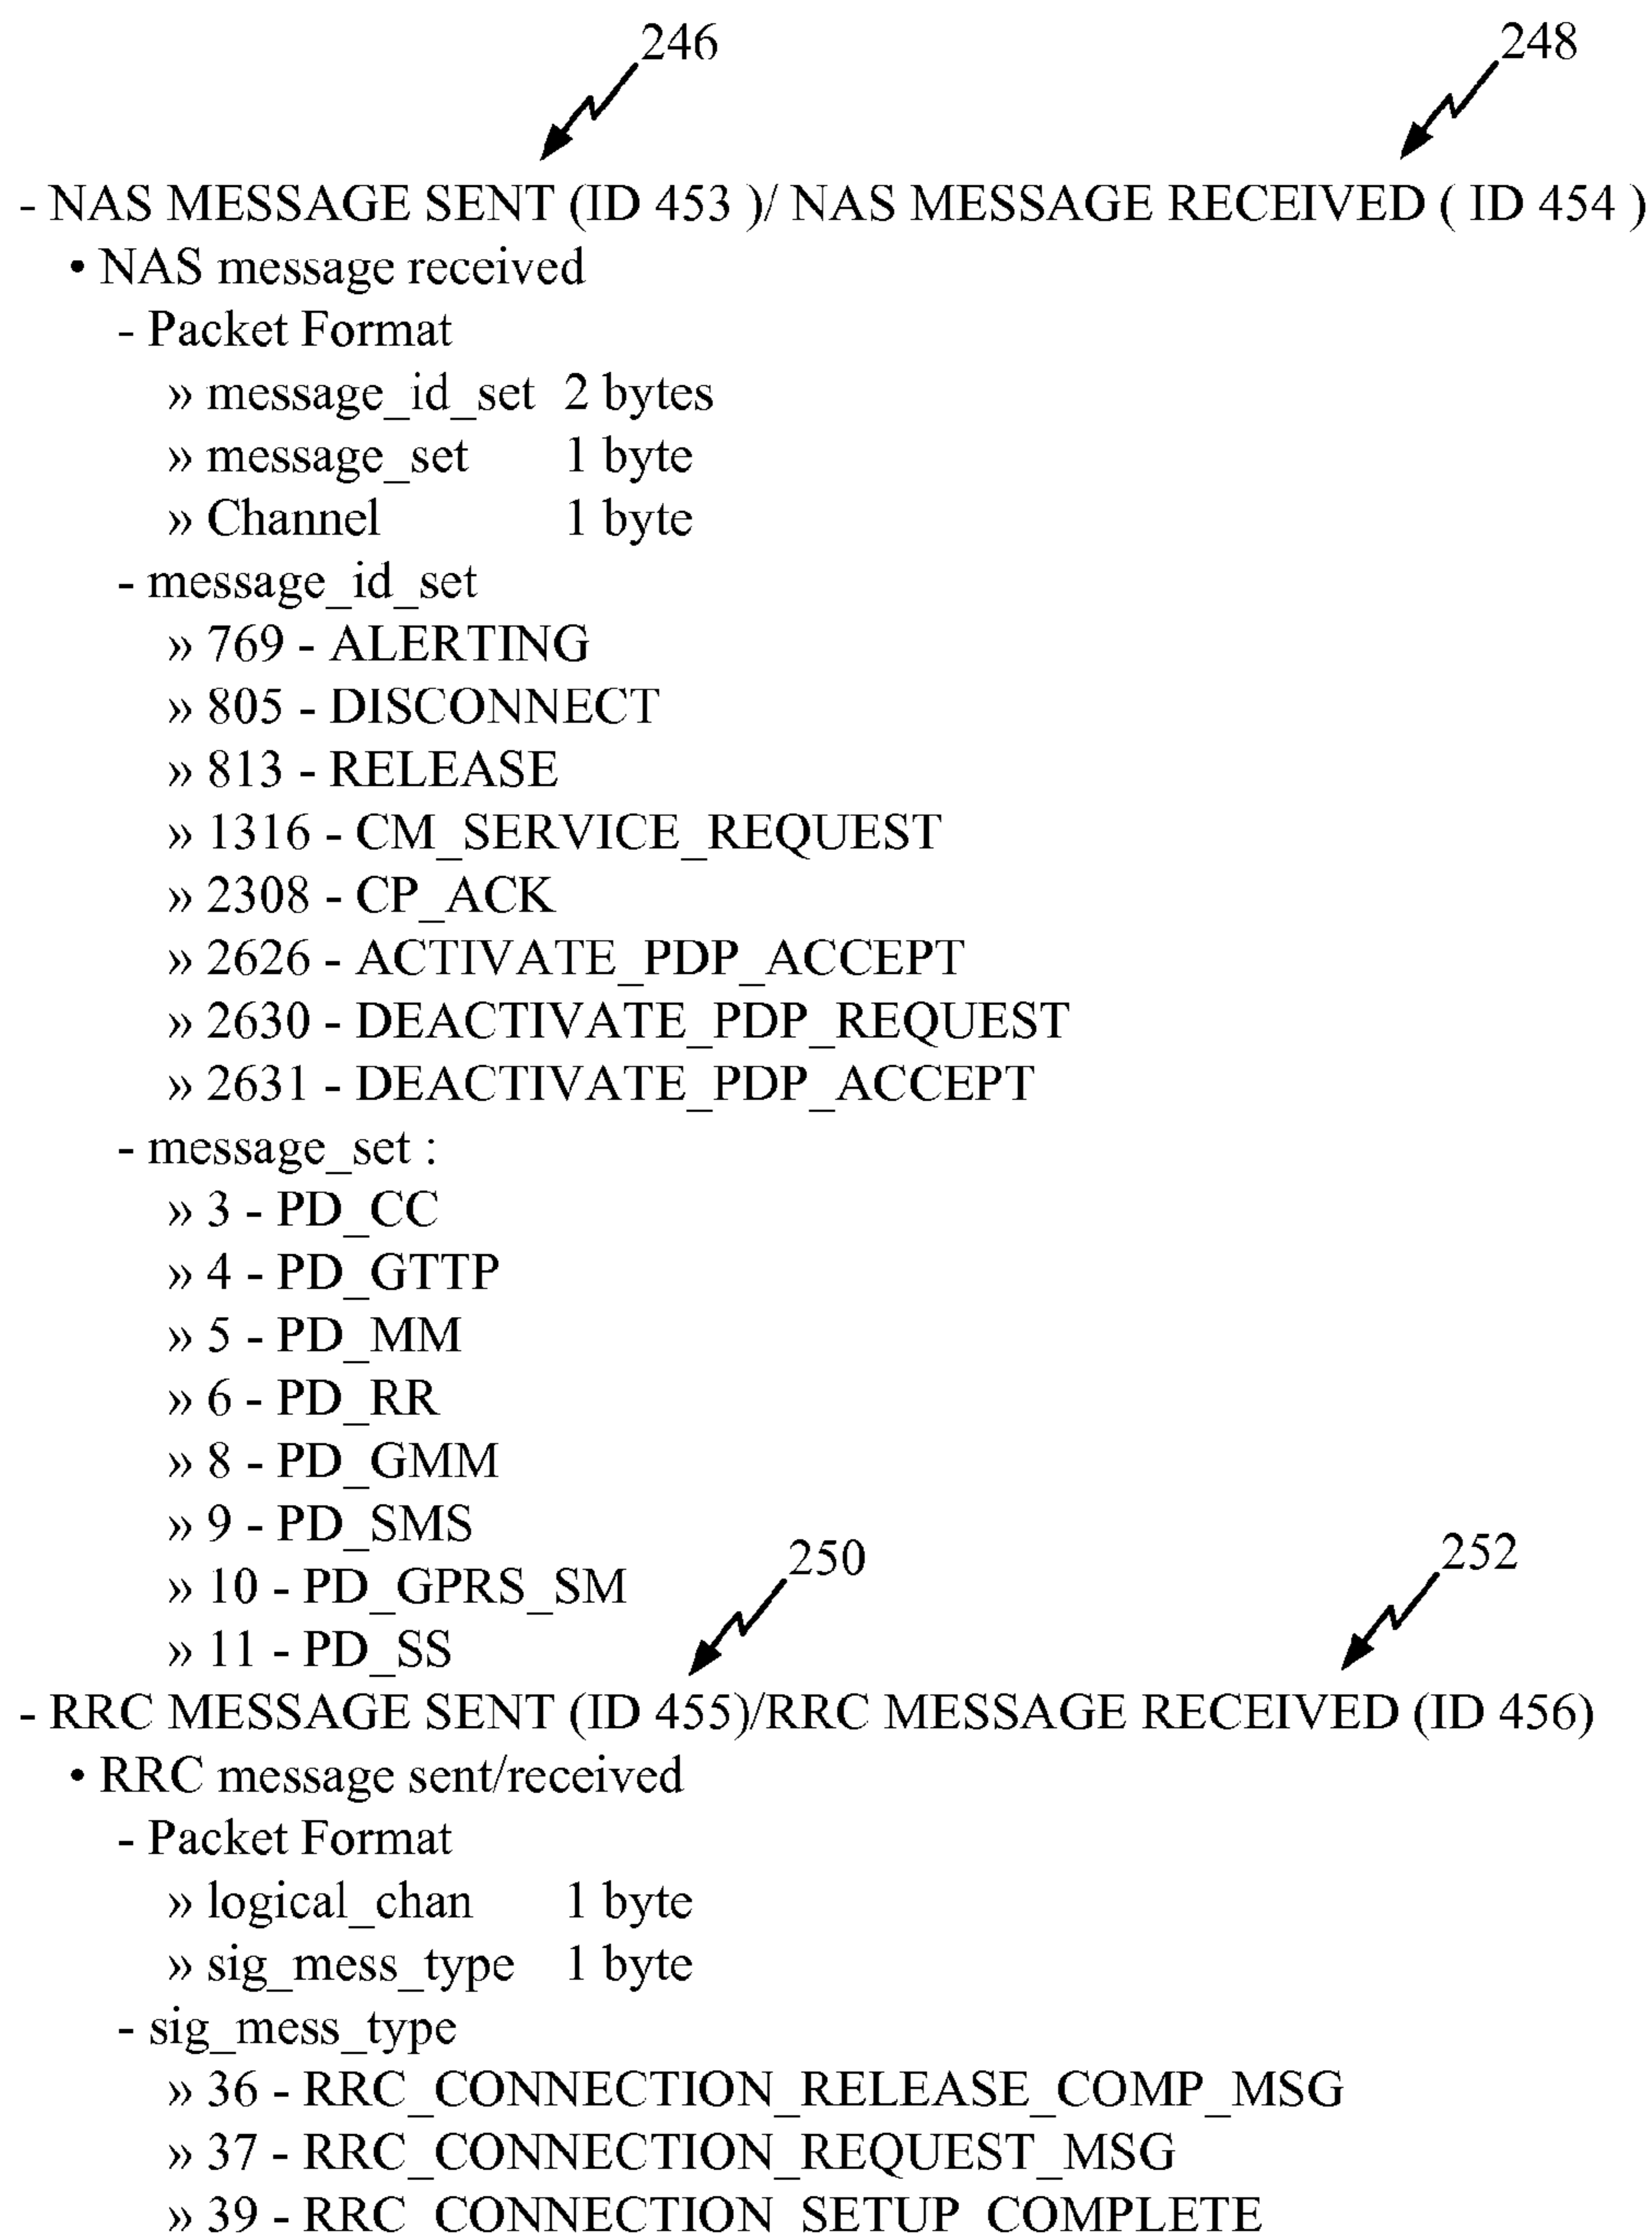 246 248
- NAS MESSAGE SENT (ID 453 )/ NAS MESSAGE RECEIVED ( ID 454 )
• NAS message received
- Packet Format
» message_id_set 2 bytes
» message_set 1 byte
» Channel 1 byte
- message_id_set
» 769 - ALERTING
» 805 - DISCONNECT
» 813 - RELEASE
» 1316 - CM_SERVICE_REQUEST
» 2308 - CP_ACK
» 2626 - ACTIVATE_PDP_ACCEPT
» 2630 - DEACTIVATE_PDP_REQUEST
» 2631 - DEACTIVATE_PDP_ACCEPT
- message_set :
» 3 - PD_CC
» 4 - PD_GTTP
» 5 - PD_MM
» 6 - PD_RR
» 8 - PD_GMM
» 9 - PD_SMS
» 10 - PD_GPRS_SM
» 11 - PD_SS
250 252
- RRC MESSAGE SENT (ID 455)/RRC MESSAGE RECEIVED (ID 456)
• RRC message sent/received
- Packet Format
» logical_chan 1 byte
» sig_mess_type 1 byte
- sig_mess_type
» 36 - RRC_CONNECTION_RELEASE_COMP_MSG
» 37 - RRC_CONNECTION_REQUEST_MSG
» 39 - RRC_CONNECTION_SETUP_COMPLETE